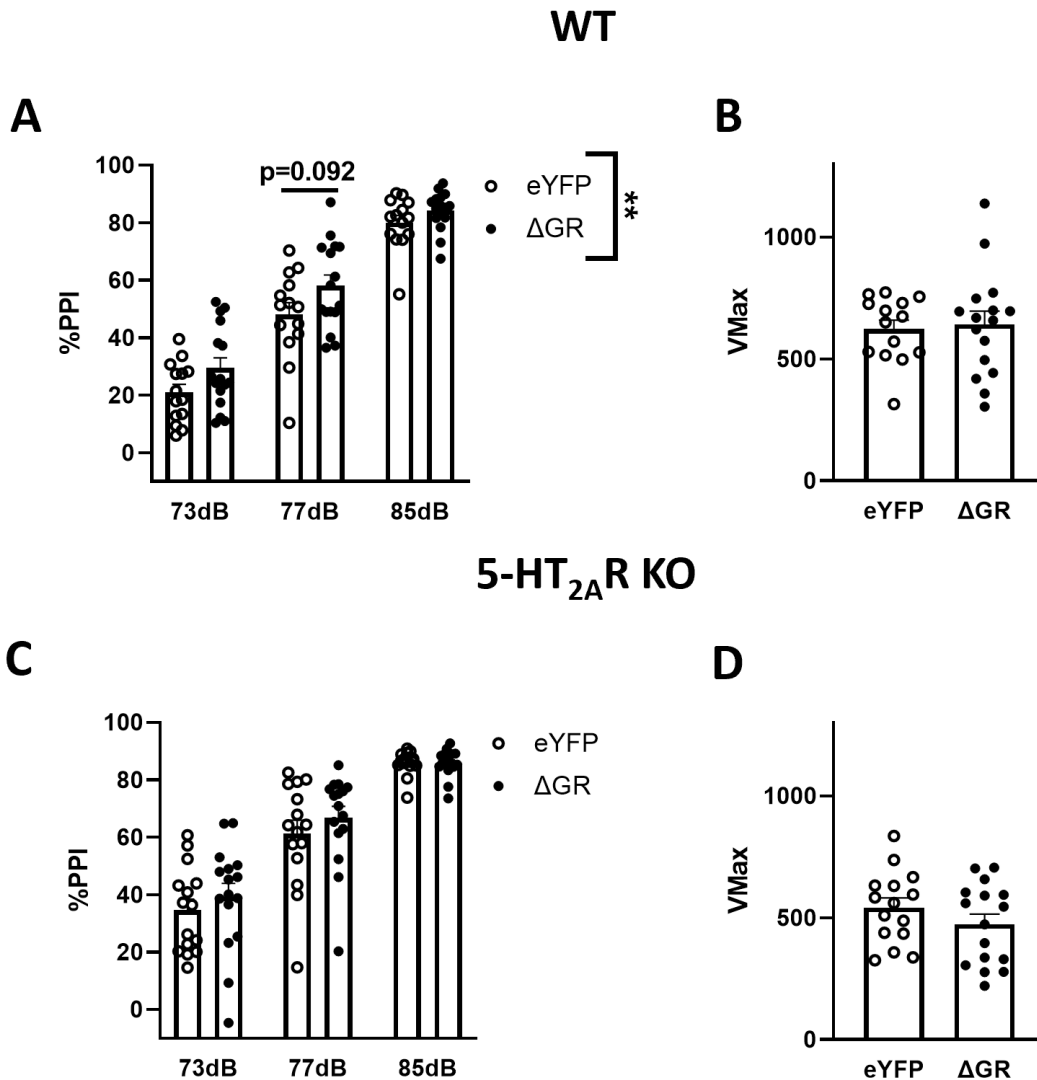 WT
A
B
100
80
60
40
20
0
%PPI
p=0.092
eYFP
ΔGR
**
73dB
77dB
85dB
1000
500
0
VMax
eYFP
ΔGR
5-HT2AR KO
C
D
100
80
60
40
20
0
%PPI
eYFP
ΔGR
73dB
77dB
85dB
1000
500
0
VMax
eYFP
ΔGR